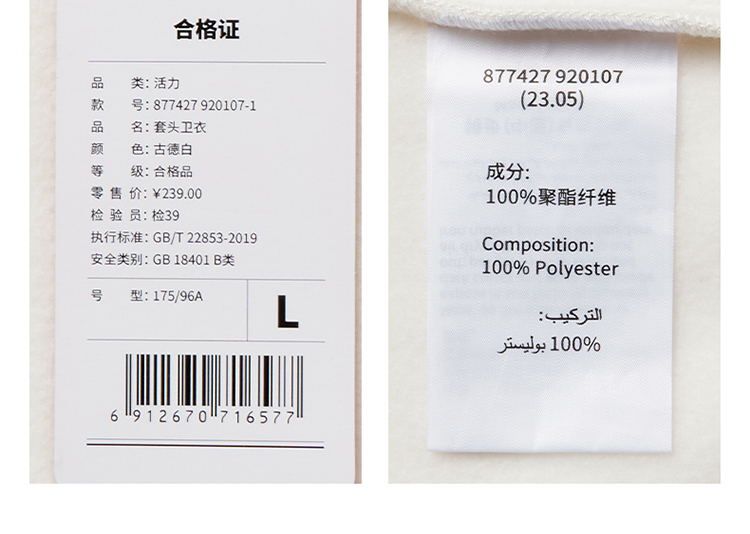 合格证
品 类: 活力
款 号: 877427 920107-1
品 名: 套头卫衣
颜 色: 古德白
等 级: 合格品
零 售 价: ¥239.00
检 验 员: 检39
执行标准: GB/T 22853-2019
安全类别: GB 18401 B类
号 型: 175/96A
L
6 912670 716577
877427 920107
(23.05)
成分:
100%聚酯纤维
Composition:
100% Polyester
التركيب:
100% بوليستر